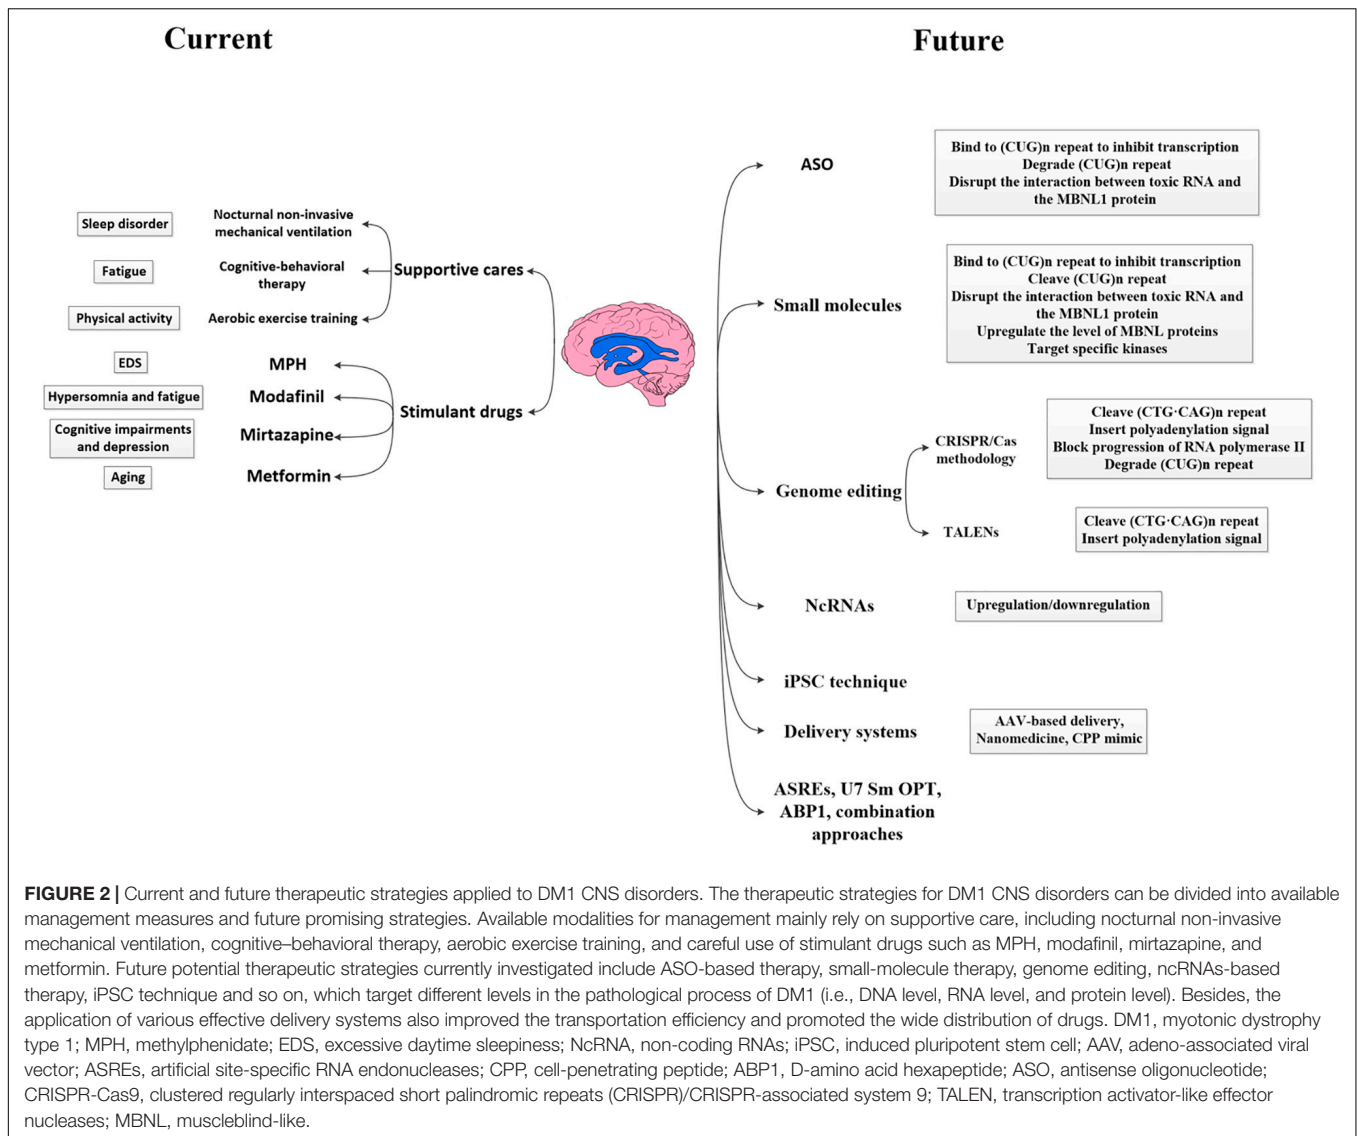 Current
Future
Sleep disorder
Nocturnal non-invasive
mechanical ventilation
Fatigue
Cognitive-behavioral
therapy
Supportive cares
Physical activity
Aerobic exercise training
EDS
MPH
Hypersomnia and fatigue
Modafinil
Stimulant drugs
Cognitive impairments
and depression
Mirtazapine
Aging
Metformin
ASO
Bind to (CUG)n repeat to inhibit transcription
Degrade (CUG)n repeat
Disrupt the interaction between toxic RNA and
the MBNL1 protein
Small molecules
Bind to (CUG)n repeat to inhibit transcription
Cleave (CUG)n repeat
Disrupt the interaction between toxic RNA and
the MBNL1 protein
Upregulate the level of MBNL proteins
Target specific kinases
Genome editing
CRISPR/Cas
methodology
Cleave (CTG·CAG)n repeat
Insert polyadenylation signal
Block progression of RNA polymerase II
Degrade (CUG)n repeat
TALENs
Cleave (CTG·CAG)n repeat
Insert polyadenylation signal
NcRNAs
Upregulation/downregulation
iPSC technique
Delivery systems
AAV-based delivery,
Nanomedicine, CPP mimic
ASREs, U7 Sm OPT,
ABP1, combination
approaches
FIGURE 2 | Current and future therapeutic strategies applied to DM1 CNS disorders. The therapeutic strategies for DM1 CNS disorders can be divided into available
management measures and future promising strategies. Available modalities for management mainly rely on supportive care, including nocturnal non-invasive
mechanical ventilation, cognitive–behavioral therapy, aerobic exercise training, and careful use of stimulant drugs such as MPH, modafinil, mirtazapine, and
metformin. Future potential therapeutic strategies currently investigated include ASO-based therapy, small-molecule therapy, genome editing, ncRNAs-based
therapy, iPSC technique and so on, which target different levels in the pathological process of DM1 (i.e., DNA level, RNA level, and protein level). Besides, the
application of various effective delivery systems also improved the transportation efficiency and promoted the wide distribution of drugs. DM1, myotonic dystrophy
type 1; MPH, methylphenidate; EDS, excessive daytime sleepiness; NcRNA, non-coding RNAs; iPSC, induced pluripotent stem cell; AAV, adeno-associated viral
vector; ASREs, artificial site-specific RNA endonucleases; CPP, cell-penetrating peptide; ABP1, D-amino acid hexapeptide; ASO, antisense oligonucleotide;
CRISPR-Cas9, clustered regularly interspaced short palindromic repeats (CRISPR)/CRISPR-associated system 9; TALEN, transcription activator-like effector
nucleases; MBNL, muscleblind-like.